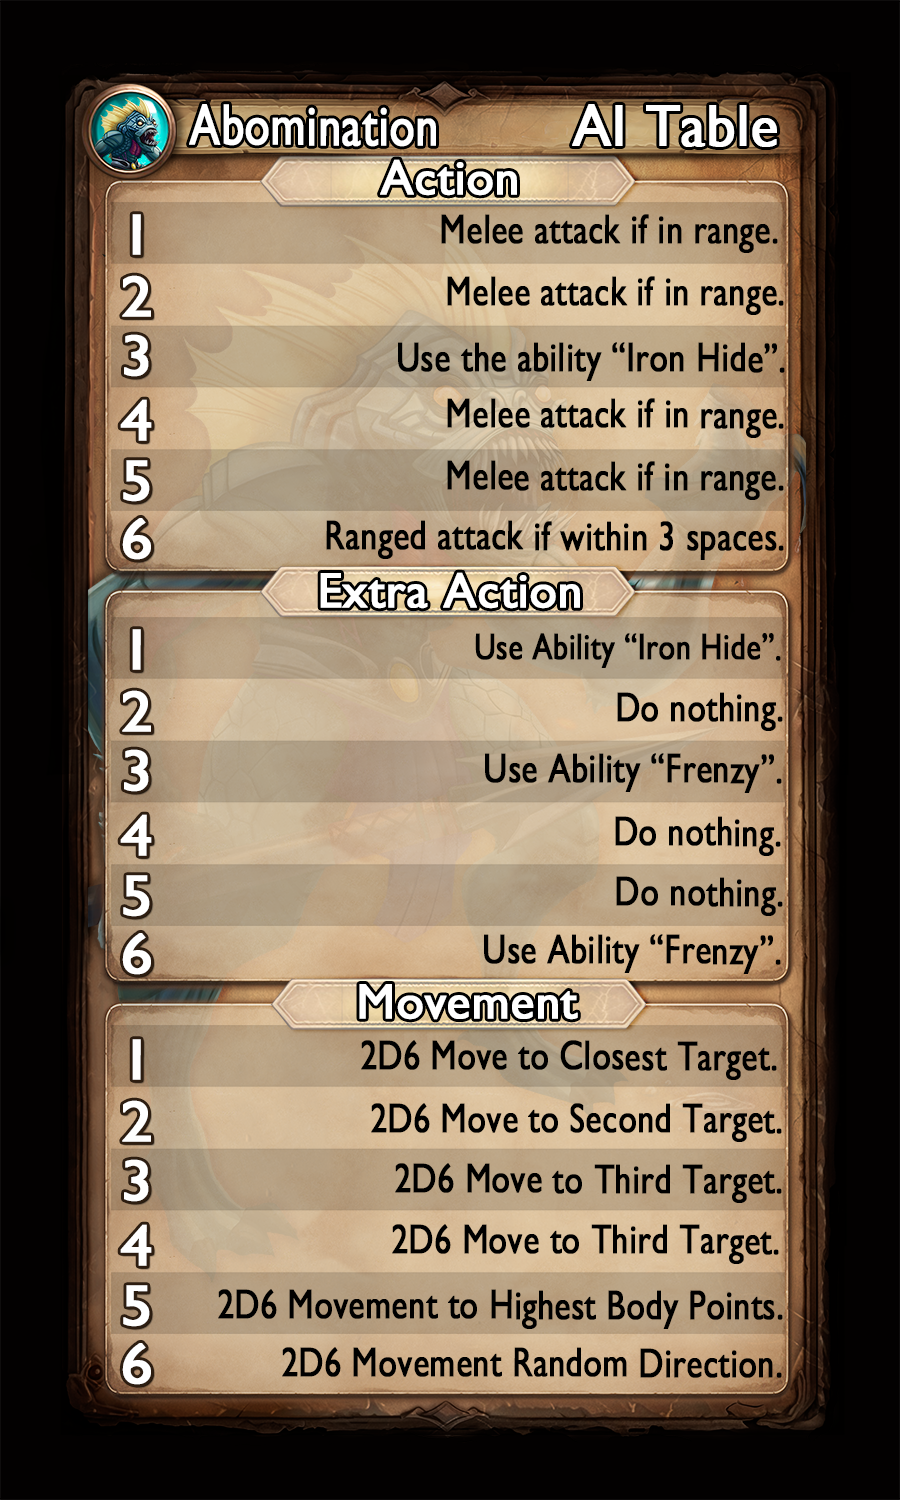 Abomination AI Table
Action
1 Melee attack if in range.
2 Melee attack if in range.
3 Use the ability “Iron Hide”.
4 Melee attack if in range.
5 Melee attack if in range.
6 Ranged attack if within 3 spaces.
Extra Action
1 Use Ability “Iron Hide”.
2 Do nothing.
3 Use Ability “Frenzy”.
4 Do nothing.
5 Do nothing.
6 Use Ability “Frenzy”.
Movement
1 2D6 Move to Closest Target.
2 2D6 Move to Second Target.
3 2D6 Move to Third Target.
4 2D6 Move to Third Target.
5 2D6 Movement to Highest Body Points.
6 2D6 Movement Random Direction.